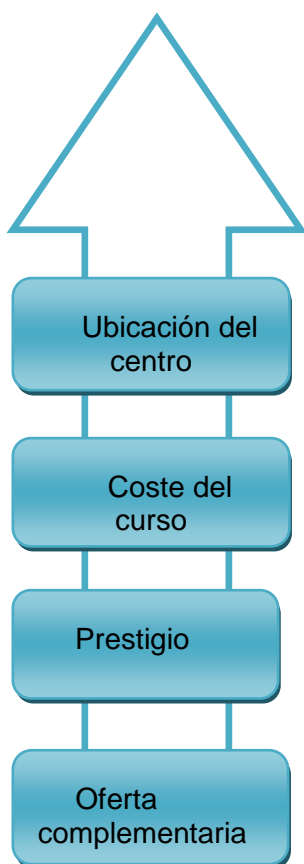 Ubicación del
centro
Coste del
curso
Prestigio
Oferta
complementaria